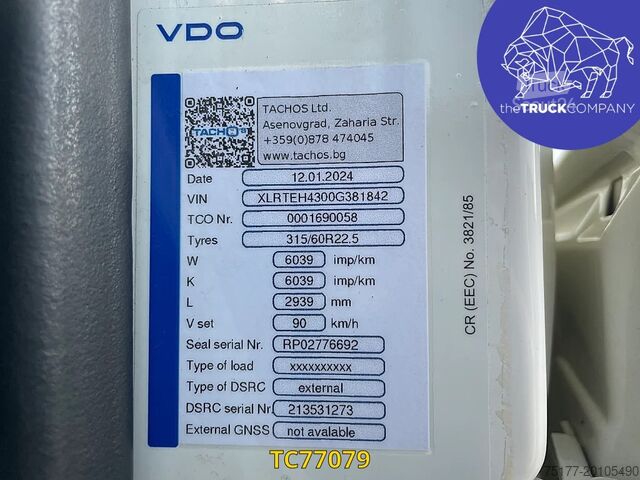 VDO
theTRUCKCOMPANY
TACHOS Ltd.
Asenovgrad, Zaharia Str.
+359(0)878 474045
www.tachos.bg
TACHOS
Date 12.01.2024
VIN XLRTEH4300G381842
TCO Nr. 0001690058
Tyres 315/60R22.5
W 6039 imp/km
K 6039 imp/km
L 2939 mm
V set 90 km/h
Seal serial Nr. RP02776692
Type of load xxxxxxxxxx
Type of DSRC external
DSRC serial Nr. 213531273
External GNSS not avalable
CR (EEC) No. 3821/85
TC77079